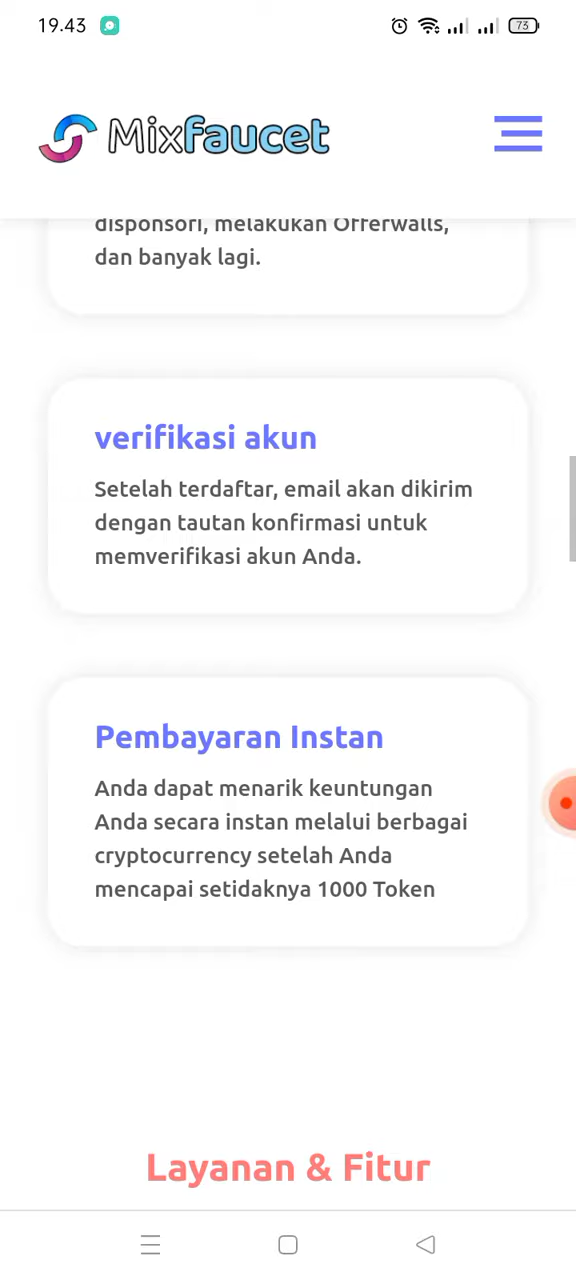 19.43
73
Mixfaucet
disponsori, melakukan Offerwalls,
dan banyak lagi.
verifikasi akun
Setelah terdaftar, email akan dikirim
dengan tautan konfirmasi untuk
memverifikasi akun Anda.
Pembayaran Instan
Anda dapat menarik keuntungan
Anda secara instan melalui berbagai
cryptocurrency setelah Anda
mencapai setidaknya 1000 Token
Layanan & Fitur